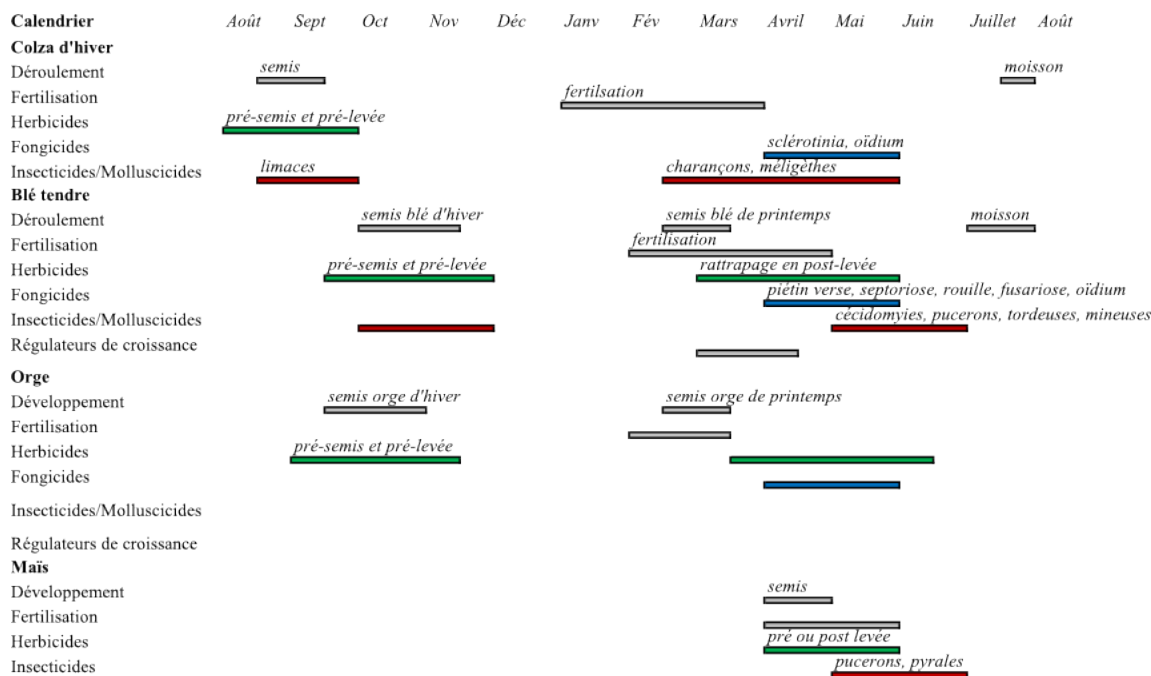 Calendrier Août Sept Oct Nov Déc Janv Fév Mars Avril Mai Juin Juillet Août
Colza d'hiver
Déroulement semis moisson
Fertilisation fertilsation
Herbicides pré-semis et pré-levée
Fongicides sclérotinia, oïdium
Insecticides/Molluscicides limaces charançons, méligèthes
Blé tendre
Déroulement semis blé d'hiver semis blé de printemps moisson
Fertilisation fertilisation
Herbicides pré-semis et pré-levée rattrapage en post-levée
Fongicides piétin verse, septoriose, rouille, fusariose, oïdium
Insecticides/Molluscicides cécidomyies, pucerons, tordeuses, mineuses
Régulateurs de croissance
Orge
Développement semis orge d'hiver semis orge de printemps
Fertilisation
Herbicides pré-semis et pré-levée
Fongicides
Insecticides/Molluscicides
Régulateurs de croissance
Maïs
Développement semis
Fertilisation
Herbicides pré ou post levée
Insecticides pucerons, pyrales